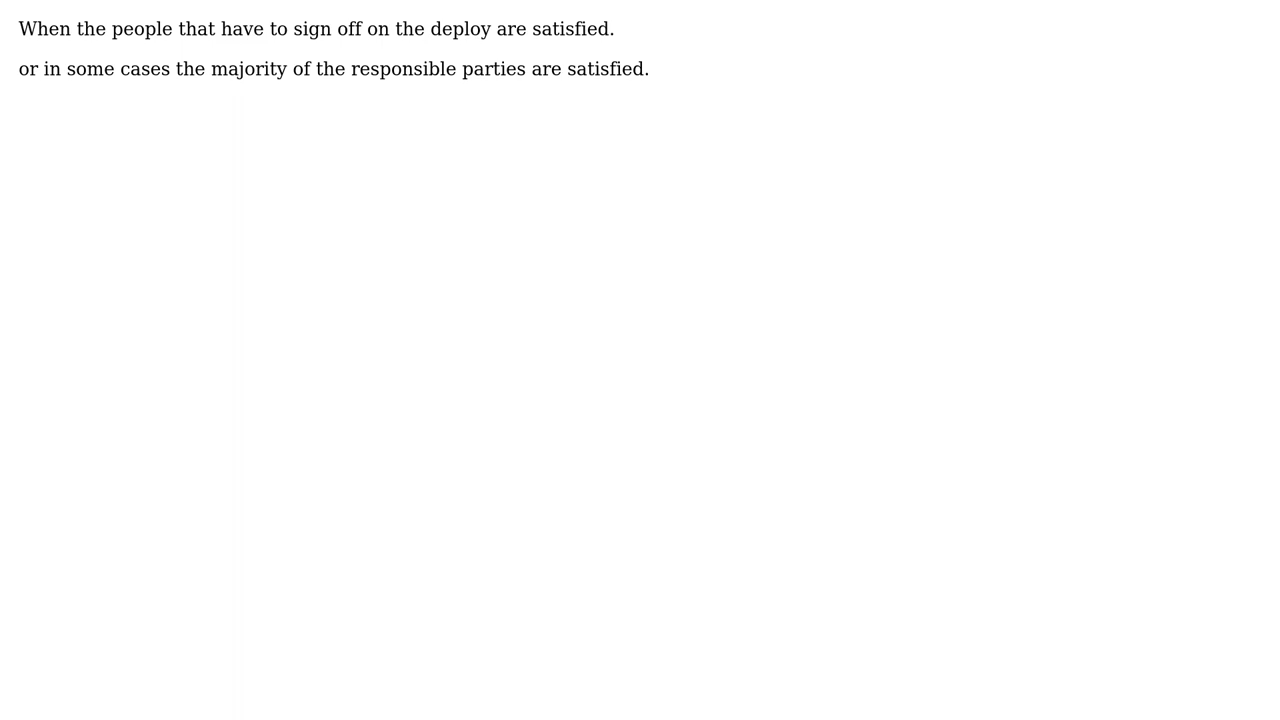 When the people that have to sign off on the deploy are satisfied.
or in some cases the majority of the responsible parties are satisfied.